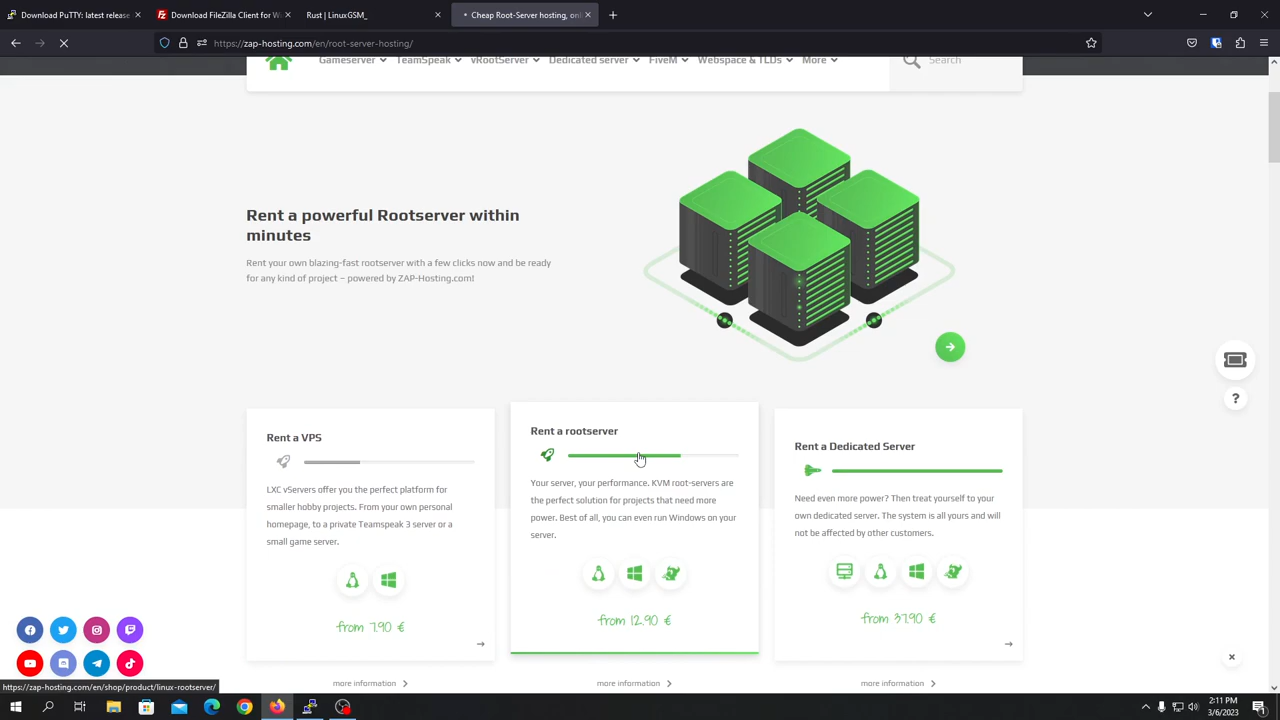 Download PuTTY: latest release
Download FileZilla Client for Wi
Rust | LinuxGSM_
Cheap Root-Server hosting, onli
https://zap-hosting.com/en/root-server-hosting/
Gameserver
TeamSpeak
vRootServer
Dedicated server
FiveM
Webspace & TLDs
More
Search
Rent a powerful Rootserver within
minutes
Rent your own blazing-fast rootserver with a few clicks now and be ready
for any kind of project – powered by ZAP-Hosting.com!
Rent a VPS
LXC vServers offer you the perfect platform for
smaller hobby projects. From your own personal
homepage, to a private Teamspeak 3 server or a
small game server.
from 7.90 €
more information
Rent a rootserver
Your server, your performance. KVM root-servers are
the perfect solution for projects that need more
power. Best of all, you can even run Windows on your
server.
from 12.90 €
more information
Rent a Dedicated Server
Need even more power? Then treat yourself to your
own dedicated server. The system is all yours and will
not be affected by other customers.
from 37.90 €
more information
?
https://zap-hosting.com/en/shop/product/linux-rootserver/
2:11 PM
3/6/2023